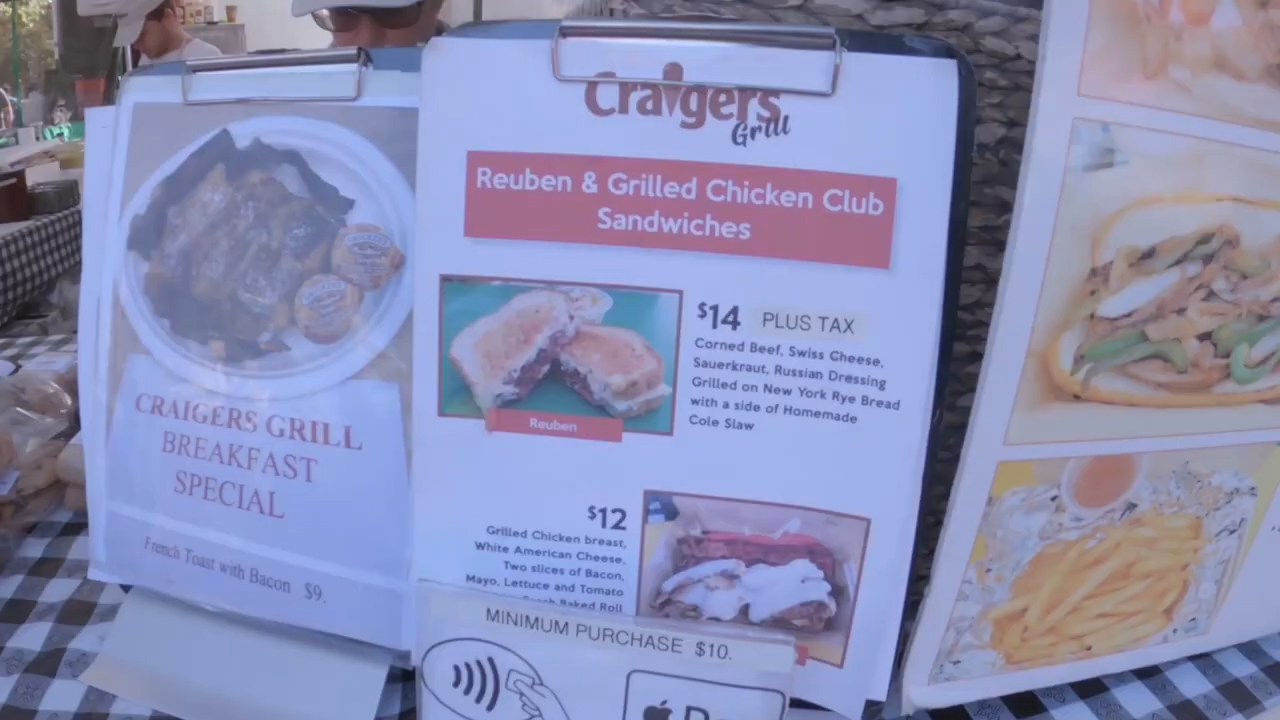 CRAIGERS GRILL
BREAKFAST
SPECIAL
French Toast with Bacon $9.
Craigers
Grill
Reuben & Grilled Chicken Club
Sandwiches
Reuben
$14 PLUS TAX
Corned Beef, Swiss Cheese,
Sauerkraut, Russian Dressing
Grilled on New York Rye Bread
with a side of Homemade
Cole Slaw
$12
Grilled Chicken breast,
White American Cheese,
Two slices of Bacon,
Mayo, Lettuce and Tomato
Baked Roll
MINIMUM PURCHASE $10.